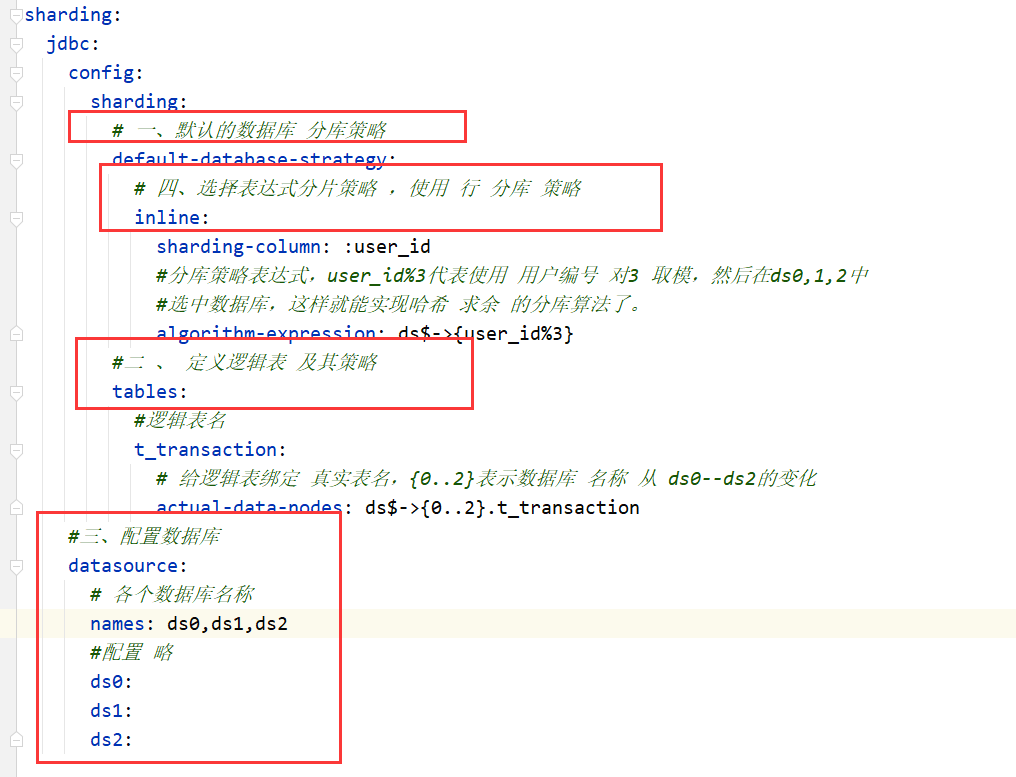 sharding:
jdbc:
config:
sharding:
# 一、默认的数据库 分库策略
default-database-strategy:
# 四、选择表达式分片策略 ，使用 行 分库 策略
inline:
sharding-column: :user_id
#分库策略表达式，user_id%3代表使用 用户编号 对3 取模，然后在ds0,1,2中
#选中数据库，这样就能实现哈希 求余 的分库算法了。
algorithm-expression: ds$->{user_id%3}
#二 、 定义逻辑表 及其策略
tables:
#逻辑表名
t_transaction:
# 给逻辑表绑定 真实表名，{0..2}表示数据库 名称 从 ds0--ds2的变化
actual-data-nodes: ds$->{0..2}.t_transaction
#三、配置数据库
datasource:
# 各个数据库名称
names: ds0,ds1,ds2
#配置 略
ds0:
ds1:
ds2: